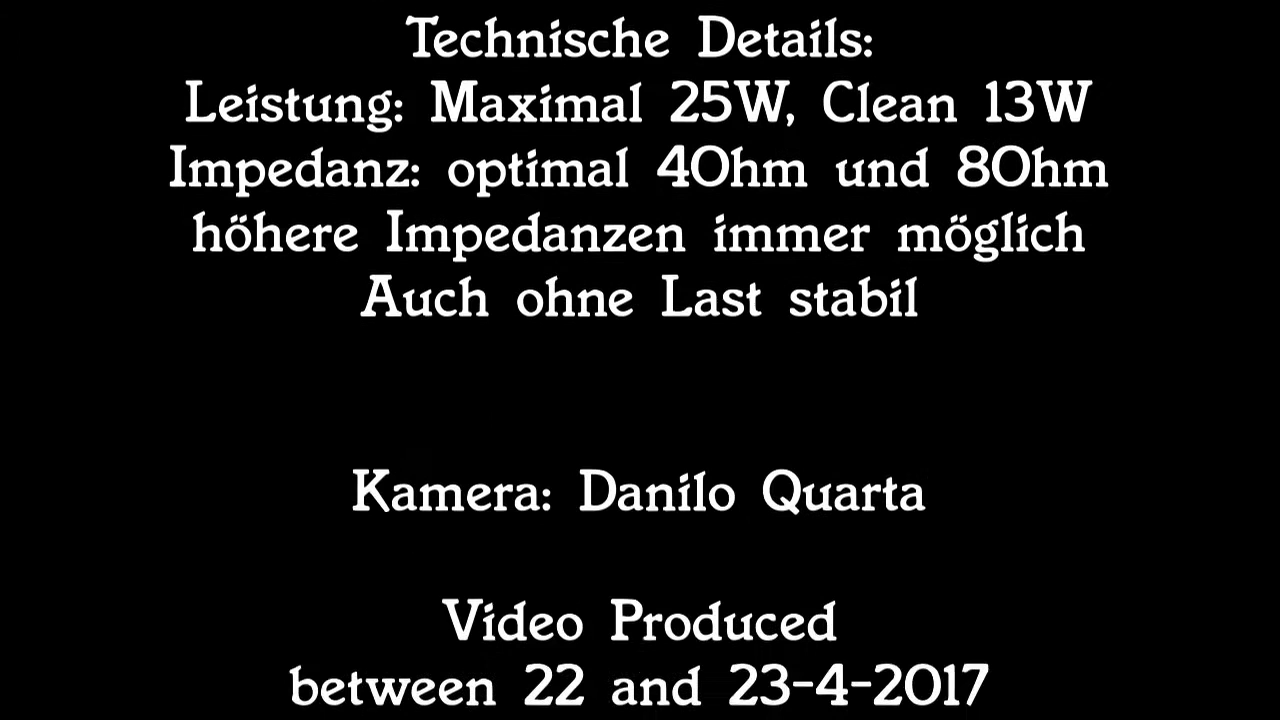 Technische Details:
Leistung: Maximal 25W, Clean 13W
Impedanz: optimal 4Ohm und 8Ohm
höhere Impedanzen immer möglich
Auch ohne Last stabil
Kamera: Danilo Quarta
Video Produced
between 22 and 23-4-2017